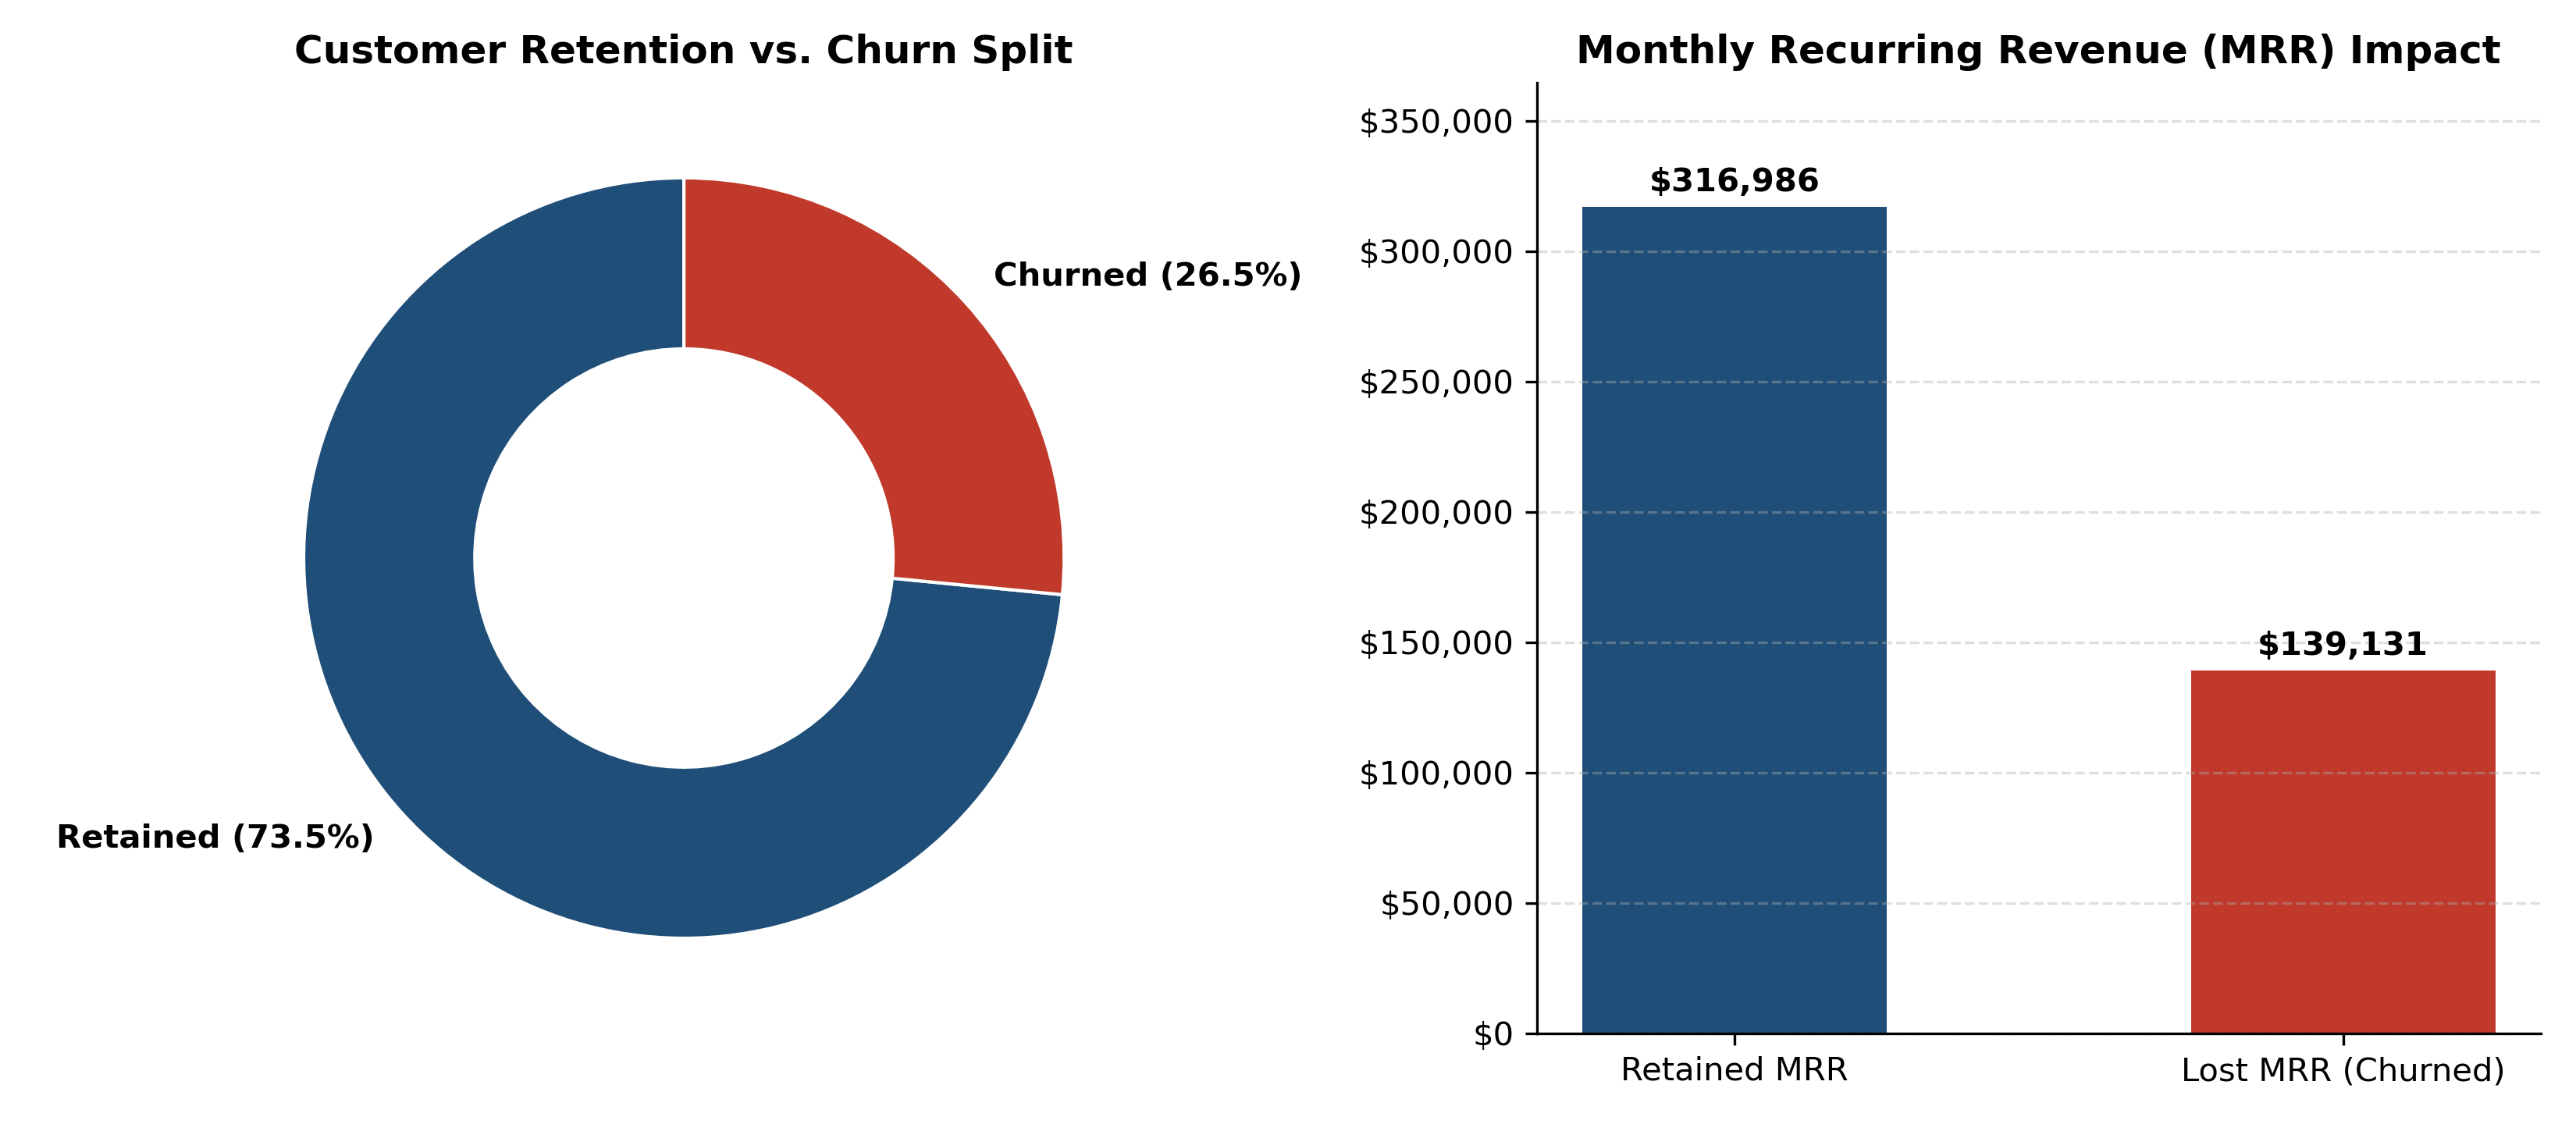 Customer Retention vs. Churn Split
Churned (26.5%)
Retained (73.5%)
Monthly Recurring Revenue (MRR) Impact
$350,000
$300,000
$250,000
$200,000
$150,000
$100,000
$50,000
$0
$316,986
$139,131
Retained MRR
Lost MRR (Churned)